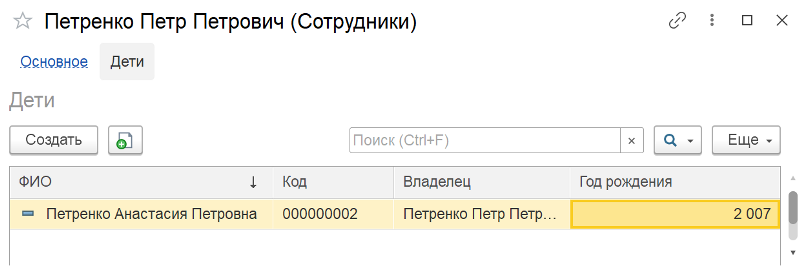 Петренко Петр Петрович (Сотрудники)
Основное Дети
Дети
Создать Поиск (Ctrl+F) × Еще
ФИО ↓ Код Владелец Год рождения
Петренко Анастасия Петровна 000000002 Петренко Петр Петр... 2 007